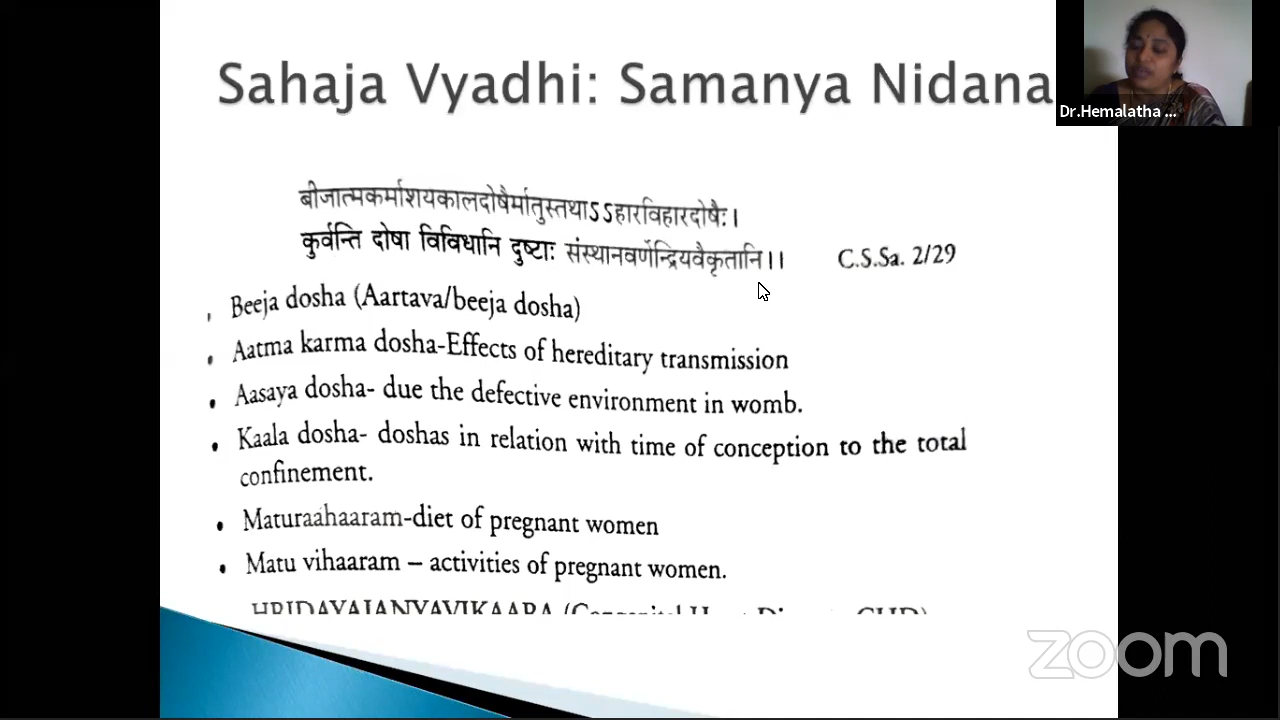 Sahaja Vyadhi: Samanya Nidana
Dr.Hemalatha ...
बीजात्मकर्माशयकालदोषैर्मातुस्तथाऽऽहारविहारदोषैः।
कुर्वन्ति दोषा विविधानि दुष्टाः संस्थानवर्णेन्द्रियवैकृतानि।। C.S.Sa. 2/29
Beeja dosha (Aartava/beeja dosha)
• Aatma karma dosha-Effects of hereditary transmission
• Aasaya dosha- due the defective environment in womb.
• Kaala dosha- doshas in relation with time of conception to the total
confinement.
• Maturaahaaram-diet of pregnant women
• Matu vihaaram – activities of pregnant women.
HRIDAYAJANYAVIKAARA
zoom